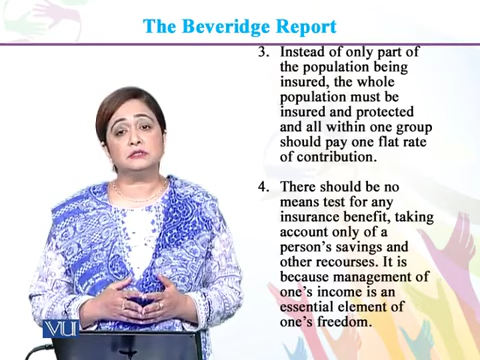 The Beveridge Report
3. Instead of only part of
the population being
insured, the whole
population must be
insured and protected
and all within one group
should pay one flat rate
of contribution.
4. There should be no
means test for any
insurance benefit, taking
account only of a
person's savings and
other recourses. It is
because management of
one's income is an
essential element of
one's freedom.
VU